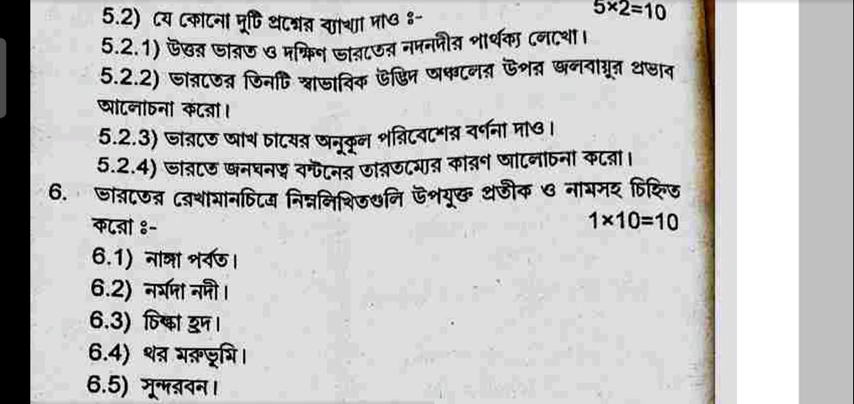 5.2) যে কোনো দুটি প্রশ্নের ব্যাখ্যা দাও ঃ- 5×2=10
5.2.1) উত্তর ভারত ও দক্ষিণ ভারতের নদনদীর পার্থক্য লেখো।
5.2.2) ভারতের তিনটি স্বাভাবিক উদ্ভিদ অঞ্চলের উপর জলবায়ুর প্রভাব
আলোচনা করো।
5.2.3) ভারতে আখ চাষের অনুকূল পরিবেশের বর্ণনা দাও।
5.2.4) ভারতে জনঘনত্ব বণ্টনের তারতম্যের কারণ আলোচনা করো।
6. ভারতের রেখামানচিত্রে নিম্নলিখিতগুলি উপযুক্ত প্রতীক ও নামসহ চিহ্নিত
করো ঃ- 1×10=10
6.1) নাঙ্গা পর্বত।
6.2) নর্মদা নদী।
6.3) চিল্কা হ্রদ।
6.4) থর মরুভূমি।
6.5) সুন্দরবন।